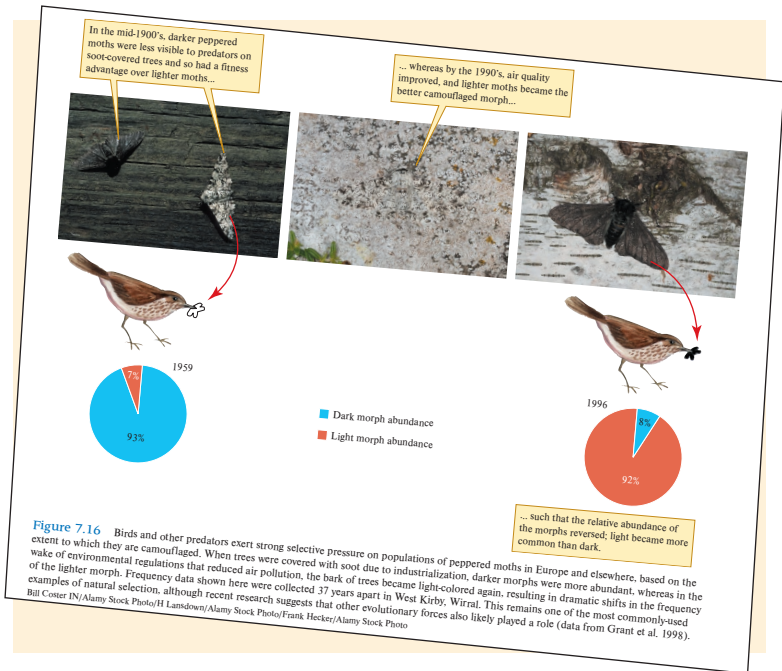 In the mid-1900's, darker peppered
moths were less visible to predators on
soot-covered trees and so had a fitness
advantage over lighter moths...
... whereas by the 1990's, air quality
improved, and lighter moths became the
better camouflaged morph...
1959
7%
93%
Dark morph abundance
Light morph abundance
1996
8%
92%
... such that the relative abundance of
the morphs reversed; light became more
common than dark.
Figure 7.16 Birds and other predators exert strong selective pressure on populations of peppered moths in Europe and elsewhere, based on the
extent to which they are camouflaged. When trees were covered with soot due to industrialization, darker morphs were more abundant, whereas in the
wake of environmental regulations that reduced air pollution, the bark of trees became light-colored again, resulting in dramatic shifts in the frequency
of the lighter morph. Frequency data shown here were collected 37 years apart in West Kirby, Wirral. This remains one of the most commonly-used
examples of natural selection, although recent research suggests that other evolutionary forces also likely played a role (data from Grant et al. 1998).
Bill Coster IN/Alamy Stock Photo/H Lansdown/Alamy Stock Photo/Frank Hecker/Alamy Stock Photo